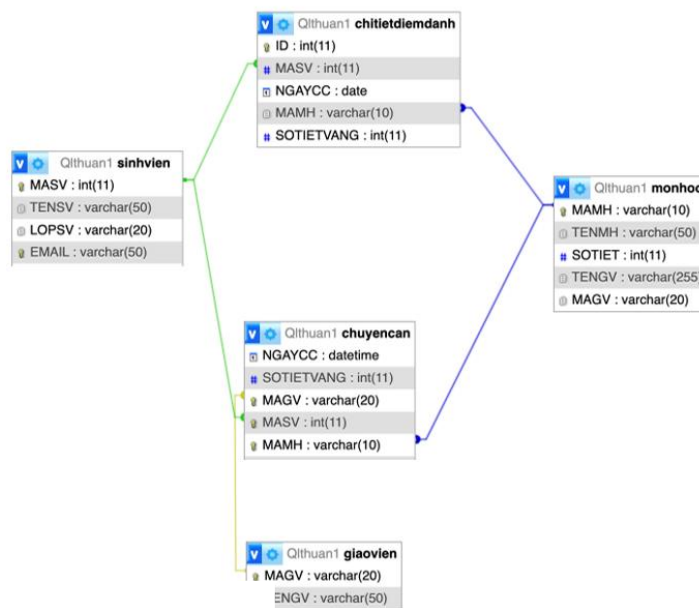 Qlthuan1 chitietdiemdanh
ID : int(11)
MASV : int(11)
NGAYCC : date
MAMH : varchar(10)
SOTIETVANG : int(11)
Qlthuan1 sinhvien
MASV : int(11)
TENSV : varchar(50)
LOPSV : varchar(20)
EMAIL : varchar(50)
Qlthuan1 monhoc
MAMH : varchar(10)
TENMH : varchar(50)
SOTIET : int(11)
TENGV : varchar(255)
MAGV : varchar(20)
Qlthuan1 chuyencan
NGAYCC : datetime
SOTIETVANG : int(11)
MAGV : varchar(20)
MASV : int(11)
MAMH : varchar(10)
Qlthuan1 giaovien
MAGV : varchar(20)
ENGV : varchar(50)